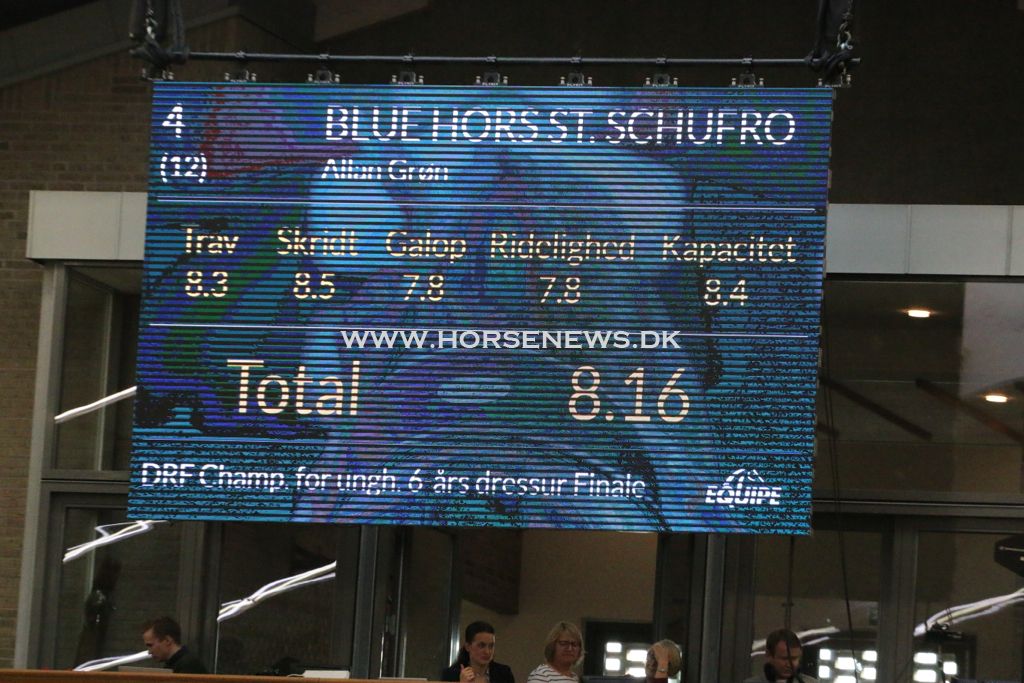 4 BLUE HORS ST. SCHUFRO
(12) Allan Grøn
Trav Skridt Galop Ridelighed Kapacitet
8.3 8.5 7.8 7.8 8.4
WWW.HORSENEWS.DK
Total 8.16
DRF Champ. for ungh. 6-års dressur Finale
EQUIPE